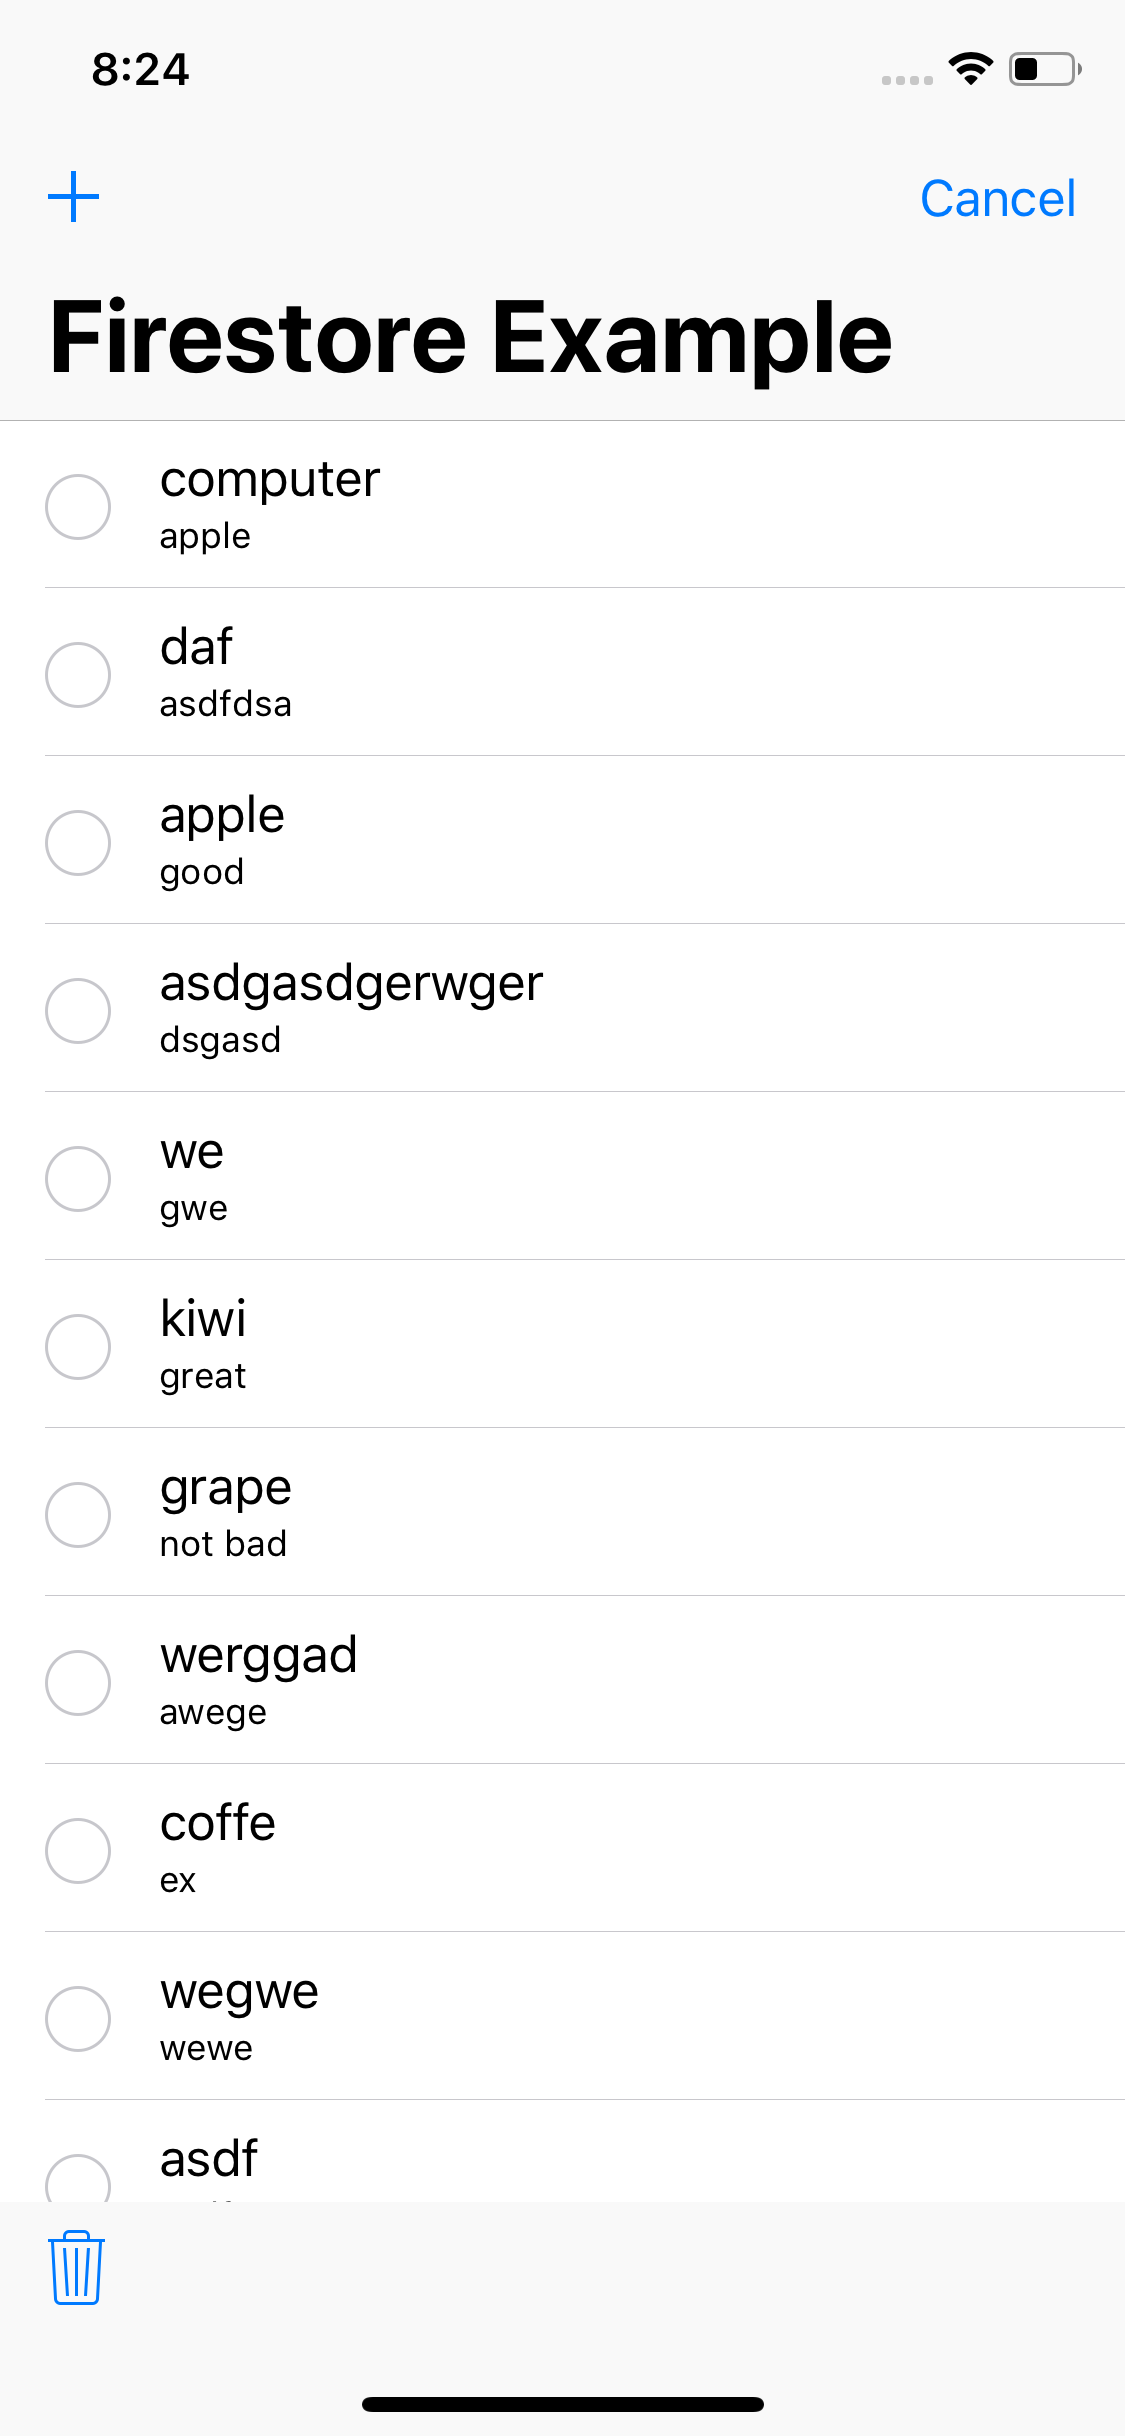 8:24
Cancel
Firestore Example
computer
apple
daf
asdfdsa
apple
good
asdgasdgerwger
dsgasd
we
gwe
kiwi
great
grape
not bad
werggad
awege
coffe
ex
wegwe
wewe
asdf